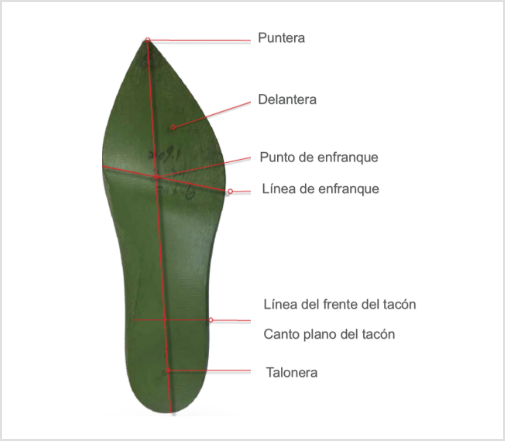 Puntera
Delantera
Punto de enfranque
Línea de enfranque
Línea del frente del tacón
Canto plano del tacón
Talonera